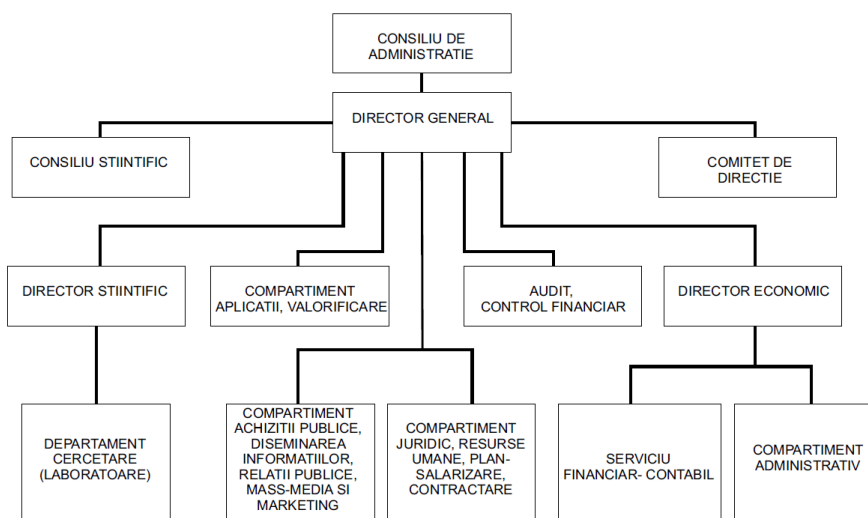 CONSILIU DE
ADMINISTRATIE
DIRECTOR GENERAL
CONSILIU STIINTIFIC
COMITET DE
DIRECTIE
DIRECTOR STIINTIFIC
COMPARTIMENT
APLICATII, VALORIFICARE
AUDIT,
CONTROL FINANCIAR
DIRECTOR ECONOMIC
DEPARTAMENT
CERCETARE
(LABORATOARE)
COMPARTIMENT
ACHIZITII PUBLICE,
DISEMINAREA
INFORMATIILOR,
RELATII PUBLICE,
MASS-MEDIA SI
MARKETING
COMPARTIMENT
JURIDIC, RESURSE
UMANE, PLAN-
SALARIZARE,
CONTRACTARE
SERVICIU
FINANCIAR- CONTABIL
COMPARTIMENT
ADMINISTRATIV